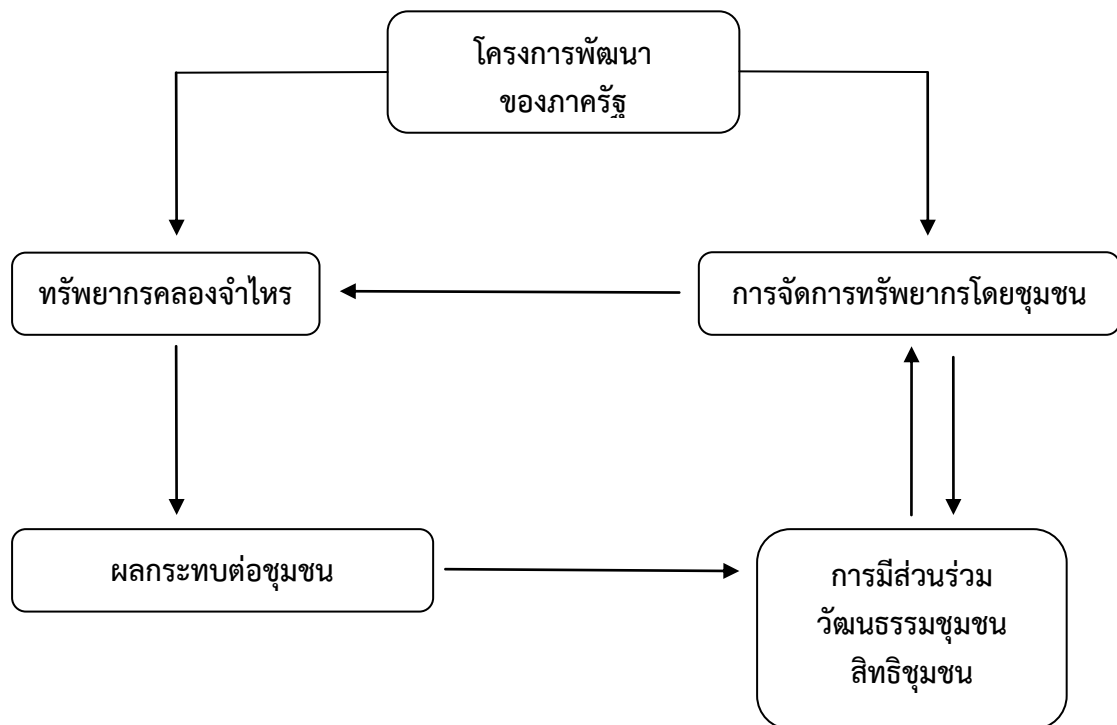 โครงการพัฒนา
ของภาครัฐ
ทรัพยากรคลองจำไหร
การจัดการทรัพยากรโดยชุมชน
ผลกระทบต่อชุมชน
การมีส่วนร่วม
วัฒนธรรมชุมชน
สิทธิชุมชน